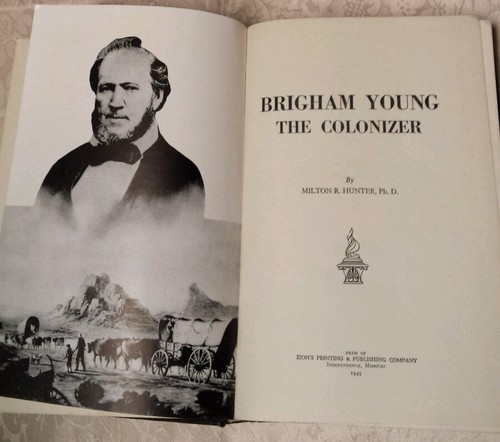 BRIGHAM YOUNG
THE COLONIZER
By
MILTON R. HUNTER, Ph. D.
PRESS OF
ZION'S PRINTING & PUBLISHING COMPANY
INDEPENDENCE, MISSOURI
1945